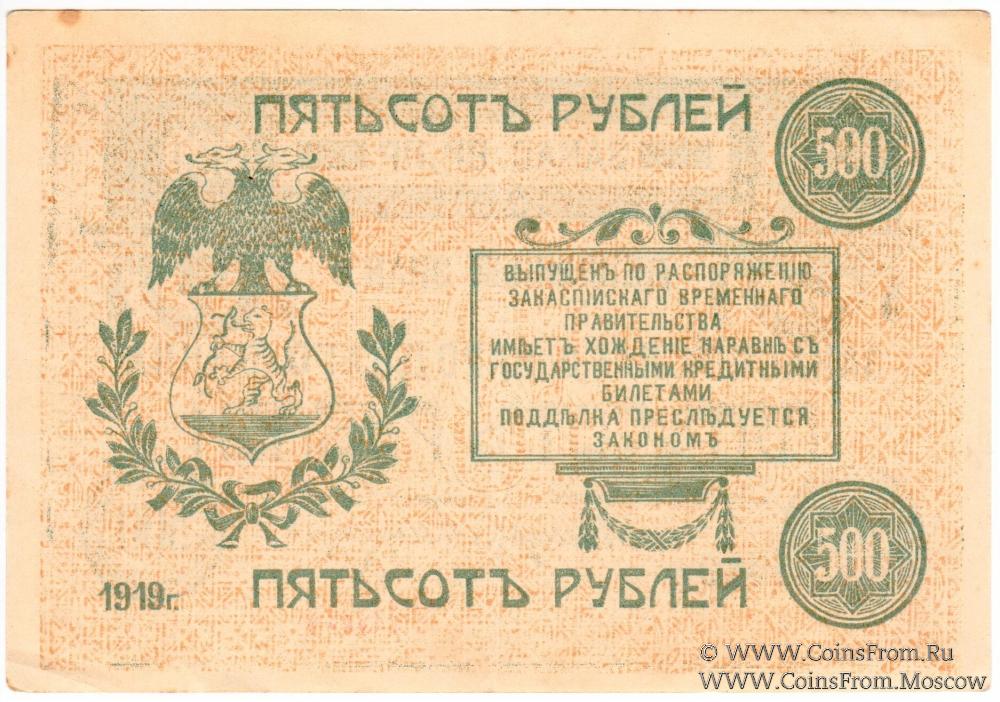 ПЯТЬСОТЪ РУБЛЕЙ
500
ВЫПУЩЕНЪ ПО РАСПОРЯЖЕНІЮ
ЗАКАСПІЙСКАГО ВРЕМЕННАГО
ПРАВИТЕЛЬСТВА
ИМѢЕТЪ ХОЖДЕНІЕ НАРАВНѢ СЪ
ГОСУДАРСТВЕННЫМИ КРЕДИТНЫМИ
БИЛЕТАМИ
ПОДДѢЛКА ПРЕСЛѢДУЕТСЯ
ЗАКОНОМЪ
500
1919г.
ПЯТЬСОТЪ РУБЛЕЙ
© WWW.CoinsFrom.Ru
WWW.CoinsFrom.Moscow